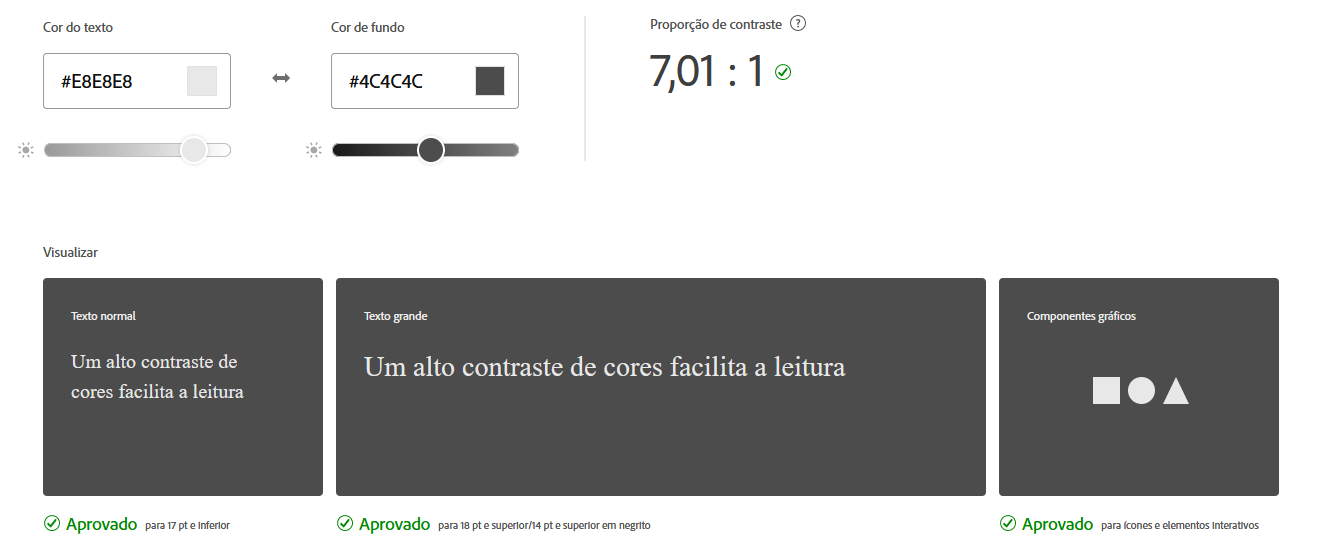 Cor do texto
Cor de fundo
Proporção de contraste ?
#E8E8E8
#4C4C4C
7,01 : 1
Visualizar
Texto normal
Um alto contraste de
cores facilita a leitura
Texto grande
Um alto contraste de cores facilita a leitura
Componentes gráficos
Aprovado para 17 pt e inferior
Aprovado para 18 pt e superior/14 pt e superior em negrito
Aprovado para ícones e elementos interativos